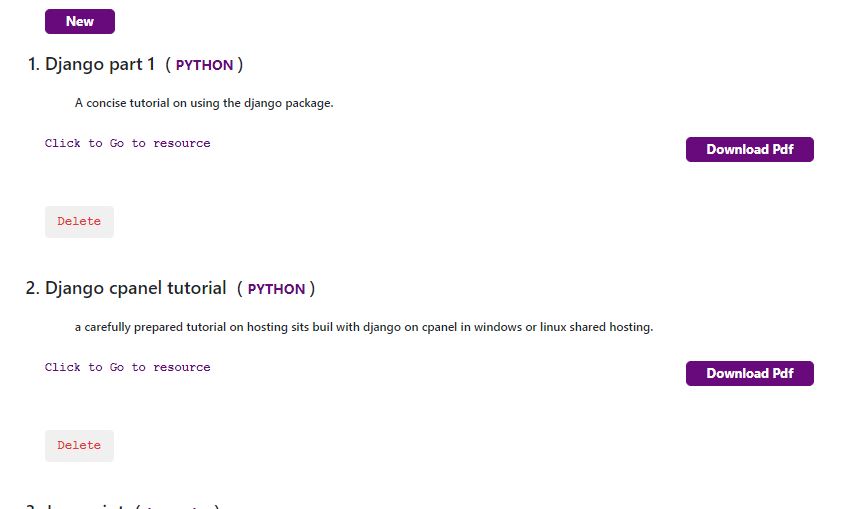 New
1. Django part 1 ( PYTHON )
A concise tutorial on using the django package.
Click to Go to resource
Download Pdf
Delete
2. Django cpanel tutorial ( PYTHON )
a carefully prepared tutorial on hosting sits buil with django on cpanel in windows or linux shared hosting.
Click to Go to resource
Download Pdf
Delete